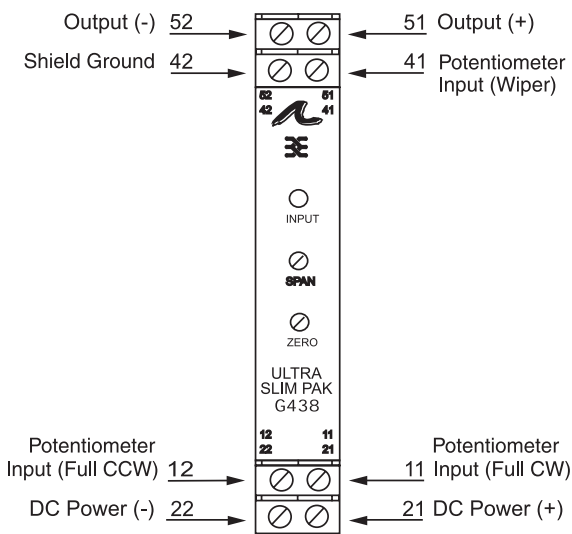 Output (-) 52
51 Output (+)
Shield Ground 42
41 Potentiometer
Input (Wiper)
52 51
42 41
INPUT
SPAN
ZERO
ULTRA
SLIM PAK
G438
12 11
22 21
Potentiometer
Input (Full CCW) 12
Potentiometer
11 Input (Full CW)
DC Power (-) 22
21 DC Power (+)